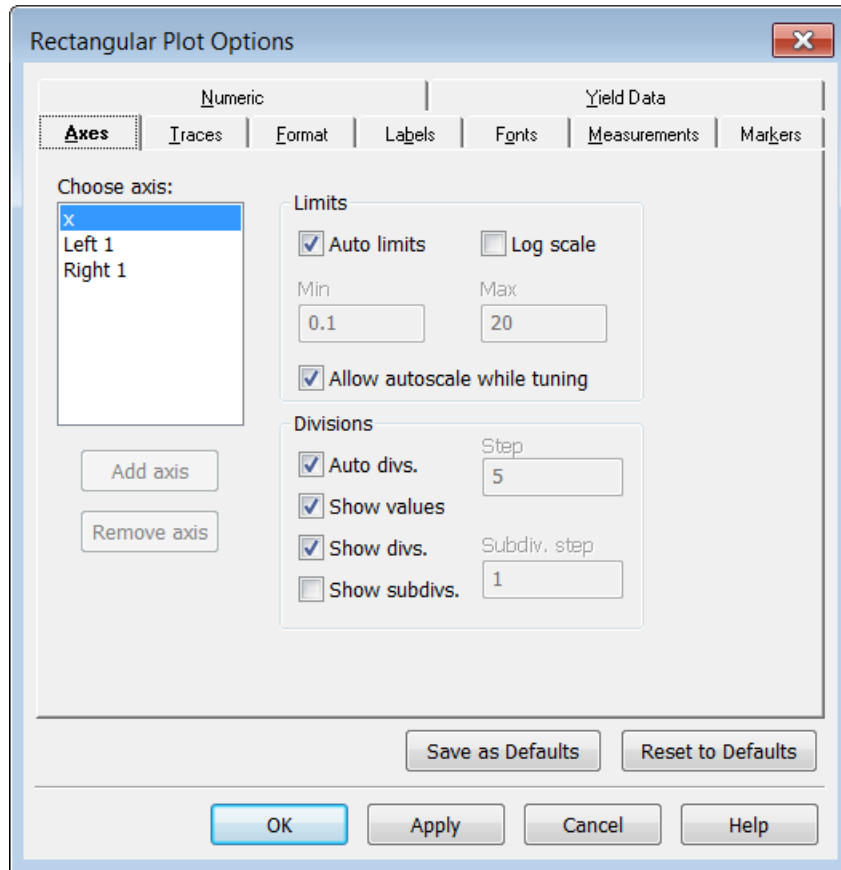 Rectangular Plot Options
Numeric Yield Data
Axes Traces Format Labels Fonts Measurements Markers
Choose axis:
x
Left 1
Right 1
Add axis
Remove axis
Limits
Auto limits Log scale
Min Max
0.1 20
Allow autoscale while tuning
Divisions
Auto divs.
Show values
Show divs.
Show subdivs.
Step
5
Subdiv. step
1
Save as Defaults Reset to Defaults
OK Apply Cancel Help